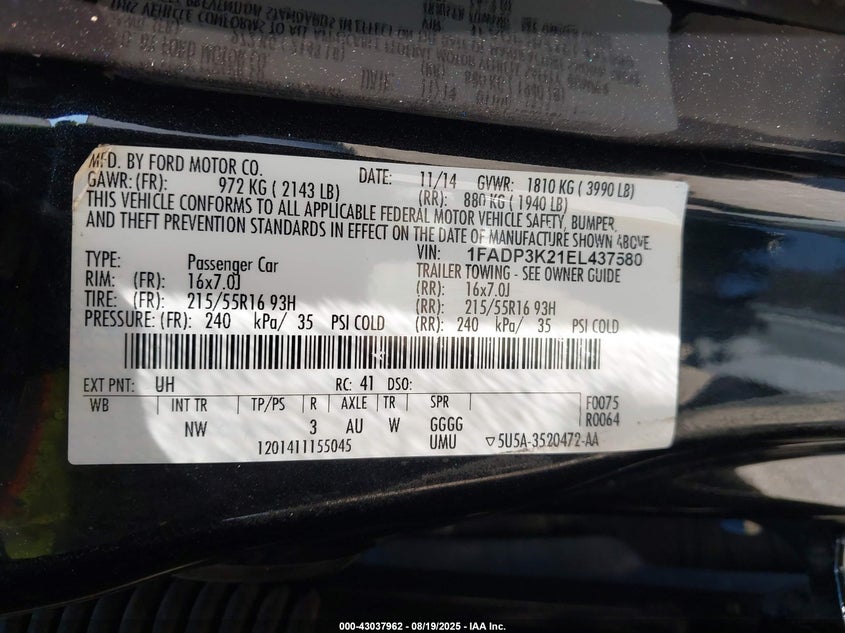 MFD. BY FORD MOTOR CO. DATE: 11/14 GVWR: 1810 KG ( 3990 LB)
GAWR: (FR): 972 KG ( 2143 LB) (RR): 880 KG ( 1940 LB)
THIS VEHICLE CONFORMS TO ALL APPLICABLE FEDERAL MOTOR VEHICLE SAFETY, BUMPER,
AND THEFT PREVENTION STANDARDS IN EFFECT ON THE DATE OF MANUFACTURE SHOWN ABOVE.
VIN: 1FADP3K21EL437580
TYPE: Passenger Car TRAILER TOWING - SEE OWNER GUIDE
RIM: (FR): 16x7.0J (RR): 16x7.0J
TIRE: (FR): 215/55R16 93H (RR): 215/55R16 93H
PRESSURE: (FR): 240 kPa/ 35 PSI COLD (RR): 240 kPa/ 35 PSI COLD
EXT PNT: UH RC: 41 DSO:
WB INT TR TP/PS R AXLE TR SPR F0075
NW 3 AU W GGGG R0064
1201411155045 UMU ▽5U5A-3520472-AA
000-43037962 - 08/19/2025 - IAA Inc.